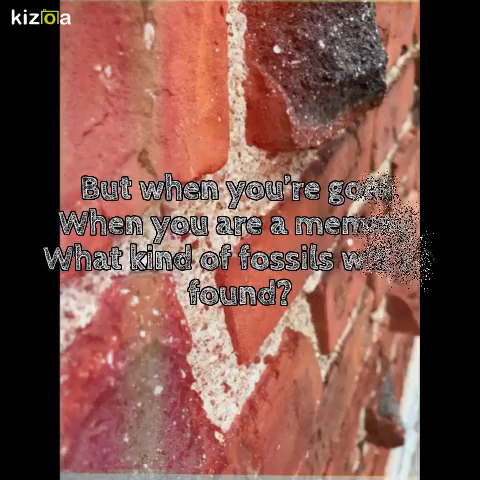 kizoa
But when you're
When you are a
What kind of fossils
found?